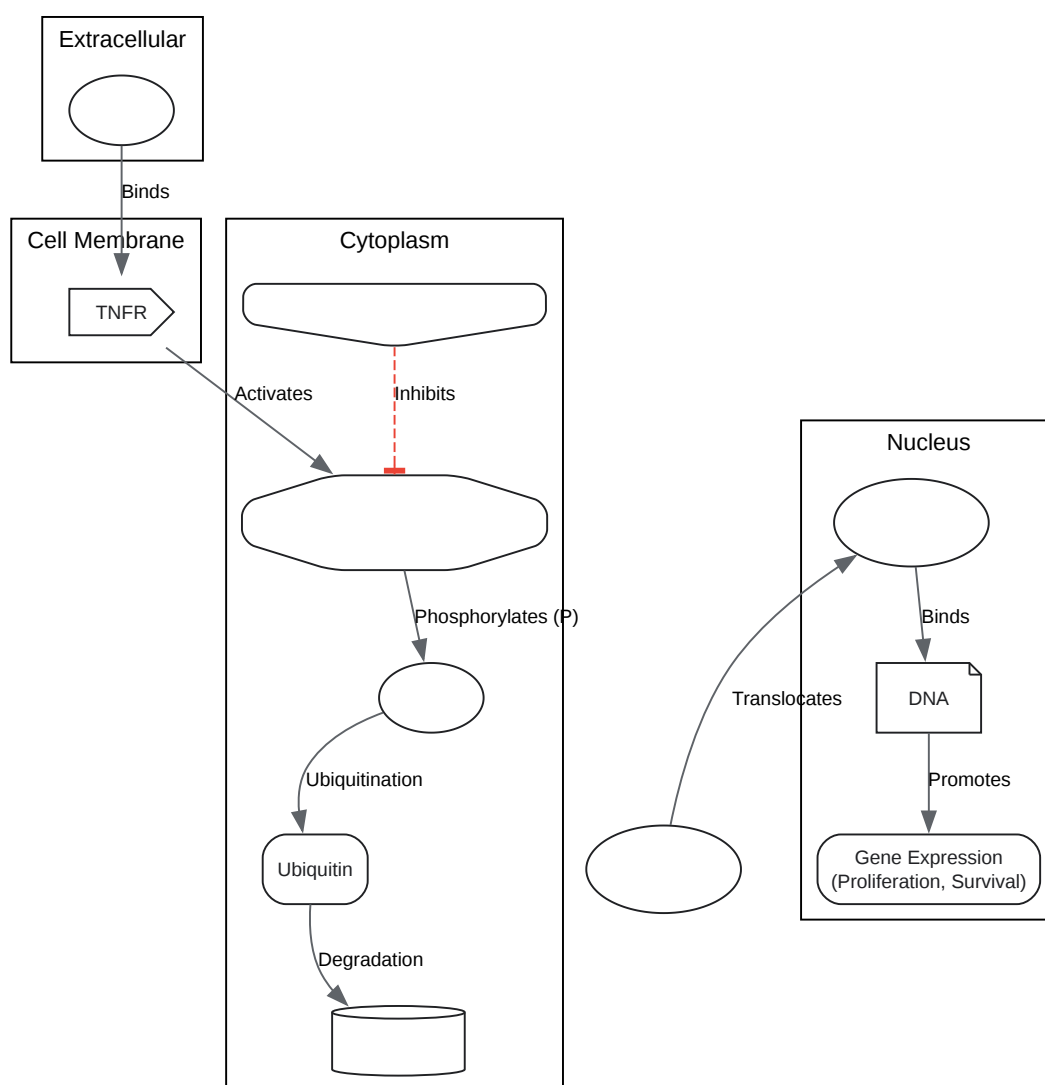 Extracellular
Binds
Cell Membrane
TNFR
Cytoplasm
Activates
Inhibits
Phosphorylates (P)
Ubiquitination
Ubiquitin
Degradation
Translocates
Nucleus
Binds
DNA
Promotes
Gene Expression
(Proliferation, Survival)